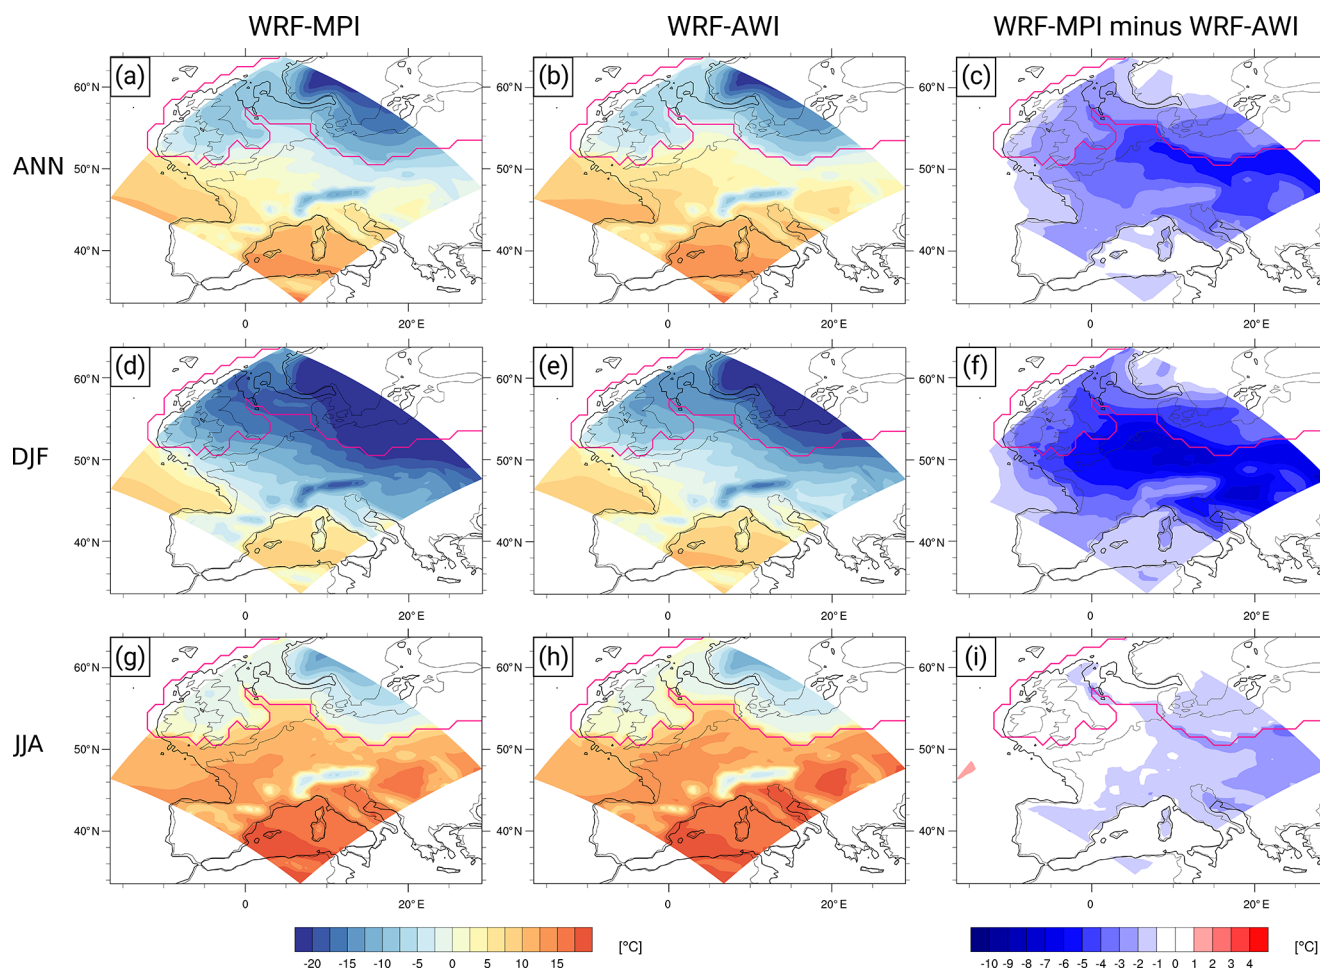 WRF-MPI WRF-AWI WRF-MPI minus WRF-AWI
ANN
(a) (b) (c)
60°N 60°N 60°N
50°N 50°N 50°N
40°N 40°N 40°N
0 20°E 0 20°E 0 20°E
DJF
(d) (e) (f)
60°N 60°N 60°N
50°N 50°N 50°N
40°N 40°N 40°N
0 20°E 0 20°E 0 20°E
JJA
(g) (h) (i)
60°N 60°N 60°N
50°N 50°N 50°N
40°N 40°N 40°N
0 20°E 0 20°E 0 20°E
-20 -15 -10 -5 0 5 10 15 [°C]
-10 -9 -8 -7 -6 -5 -4 -3 -2 -1 0 1 2 3 4 [°C]